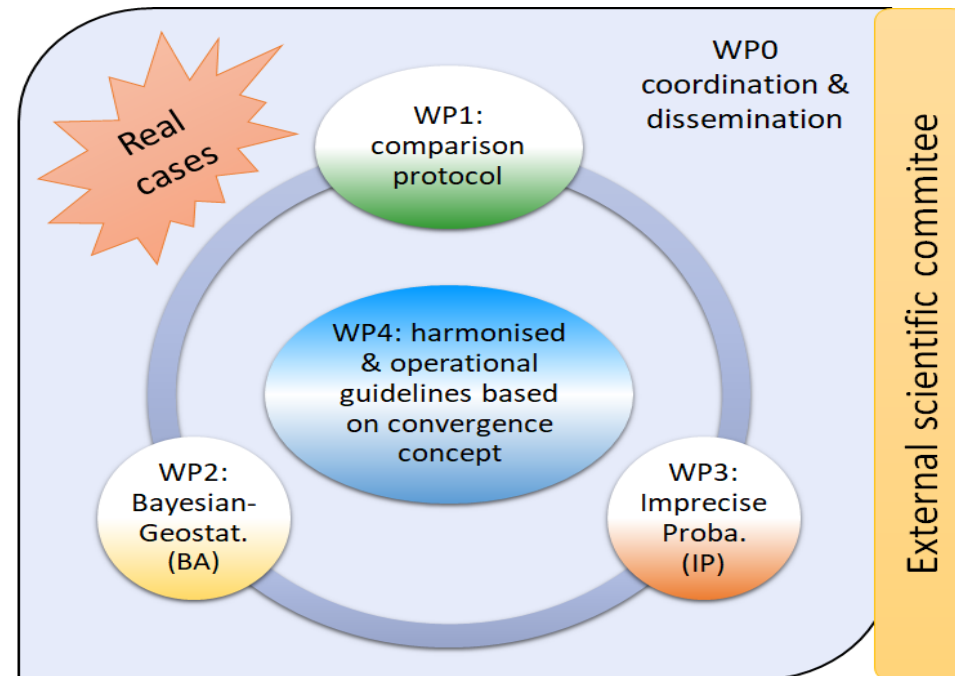 Real
cases
WP0
coordination &
dissemination
WP1:
comparison
protocol
WP4: harmonised
& operational
guidelines based
on convergence
concept
WP2:
Bayesian-
Geostat.
(BA)
WP3:
Imprecise
Proba.
(IP)
External scientific commitee